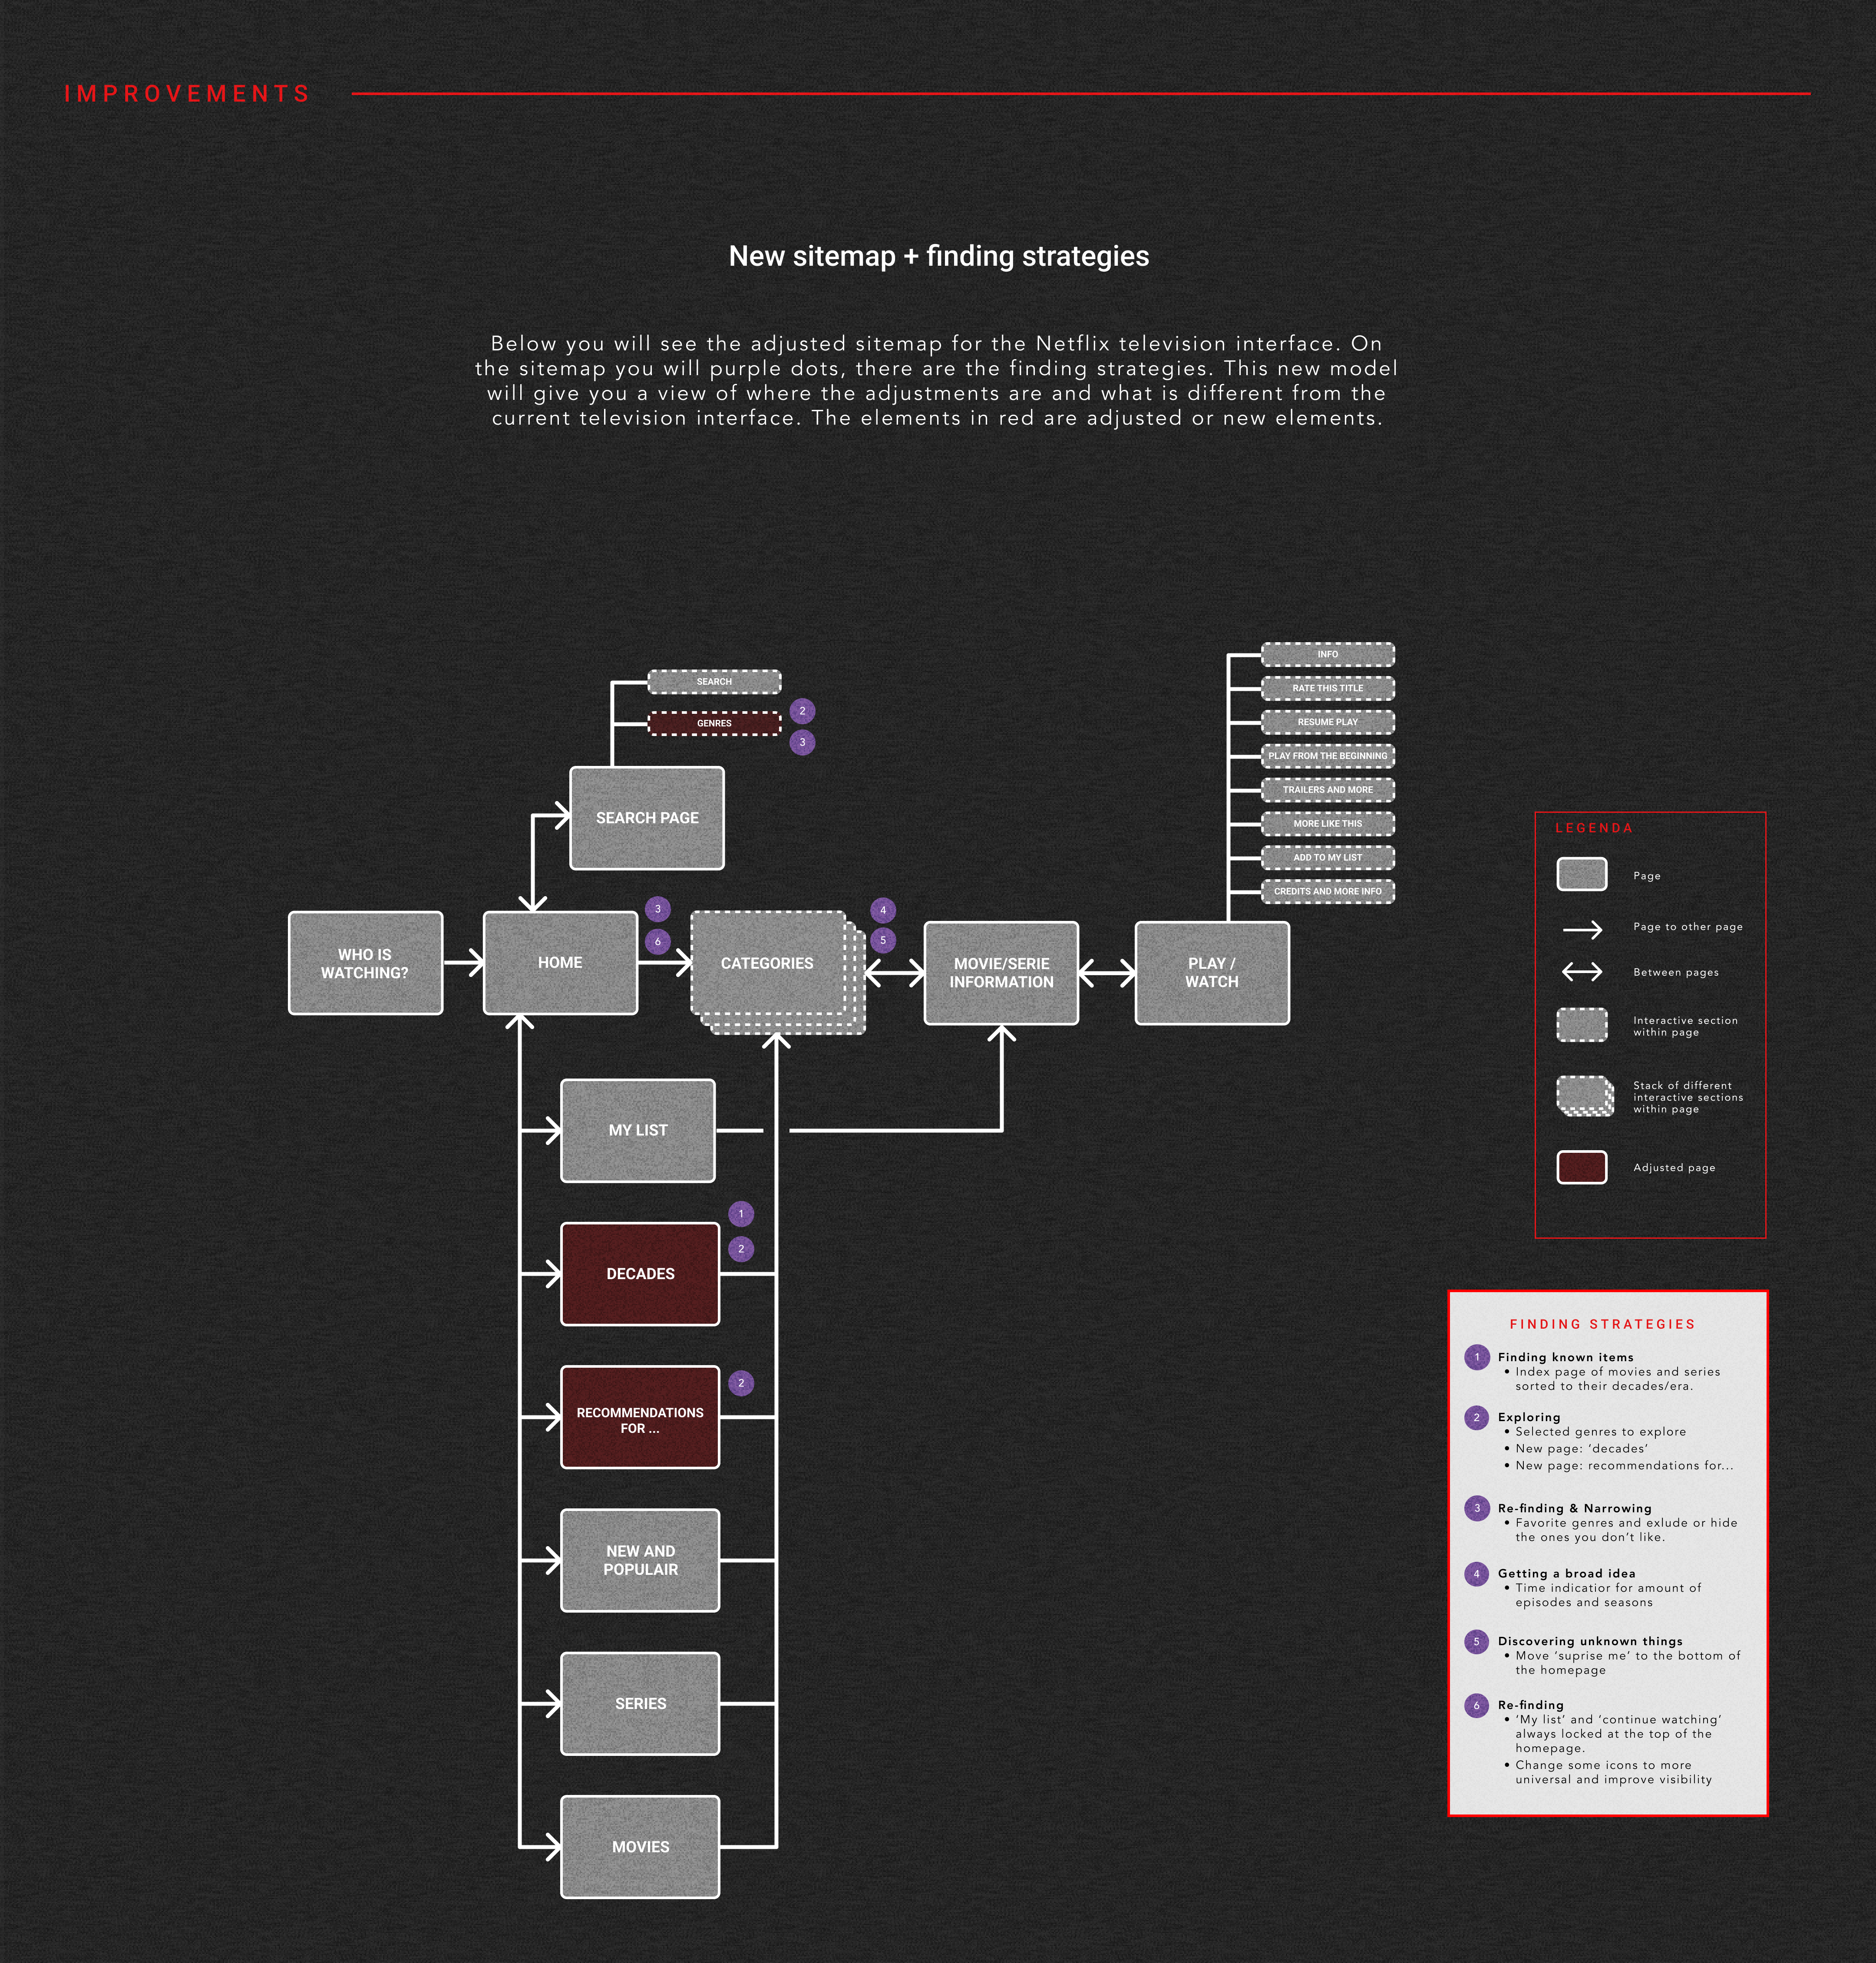 IMPROVEMENTS
New sitemap + finding strategies
Below you will see the adjusted sitemap for the Netflix television interface. On
the sitemap you will purple dots, there are the finding strategies. This new model
will give you a view of where the adjustments are and what is different from the
current television interface. The elements in red are adjusted or new elements.
INFO
RATE THIS TITLE
RESUME PLAY
PLAY FROM THE BEGINNING
TRAILERS AND MORE
MORE LIKE THIS
ADD TO MY LIST
CREDITS AND MORE INFO
SEARCH
GENRES
2
3
SEARCH PAGE
WHO IS
WATCHING?
HOME
3
6
CATEGORIES
4
5
MOVIE/SERIE
INFORMATION
PLAY /
WATCH
MY LIST
DECADES
1
2
RECOMMENDATIONS
FOR ...
2
NEW AND
POPULAIR
SERIES
MOVIES
LEGENDA
Page
Page to other page
Between pages
Interactive section
within page
Stack of different
interactive sections
within page
Adjusted page
FINDING STRATEGIES
1 Finding known items
• Index page of movies and series
sorted to their decades/era.
2 Exploring
• Selected genres to explore
• New page: ‘decades’
• New page: recommendations for...
3 Re-finding & Narrowing
• Favorite genres and exlude or hide
the ones you don’t like.
4 Getting a broad idea
• Time indicatior for amount of
episodes and seasons
5 Discovering unknown things
• Move ‘suprise me’ to the bottom of
the homepage
6 Re-finding
• ‘My list’ and ‘continue watching’
always locked at the top of the
homepage.
• Change some icons to more
universal and improve visibility